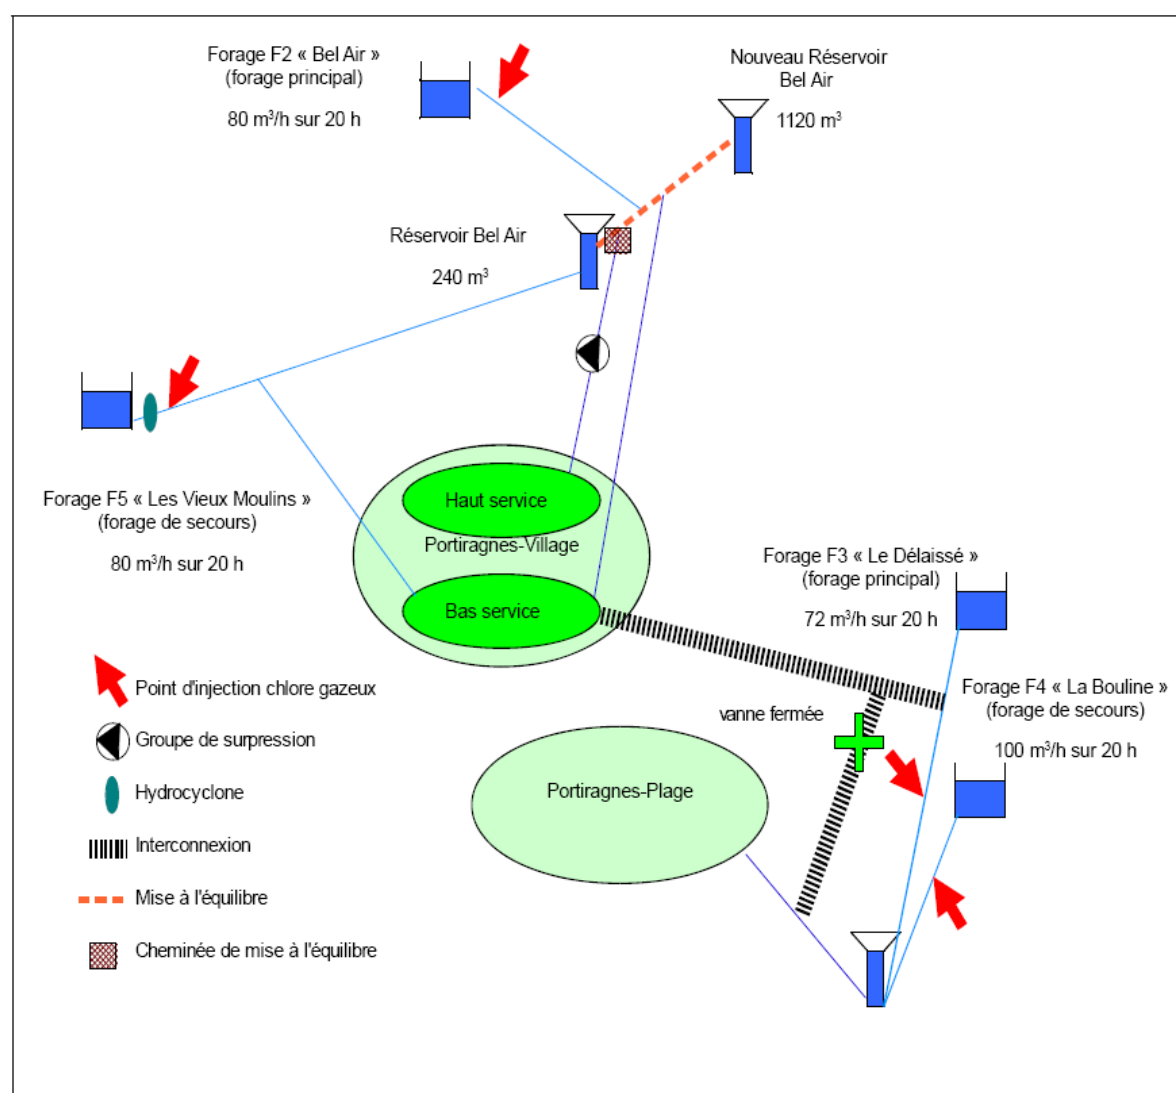 Forage F2 « Bel Air »
(forage principal)
80 m³/h sur 20 h
Nouveau Réservoir
Bel Air
1120 m³
Réservoir Bel Air
240 m³
Forage F5 « Les Vieux Moulins »
(forage de secours)
80 m³/h sur 20 h
Haut service
Portiragnes-Village
Bas service
Forage F3 « Le Délaissé »
(forage principal)
72 m³/h sur 20 h
Forage F4 « La Bouline »
(forage de secours)
100 m³/h sur 20 h
vanne fermée
Portiragnes-Plage
Point d'injection chlore gazeux
Groupe de surpression
Hydrocyclone
Interconnexion
Mise à l'équilibre
Cheminée de mise à l'équilibre